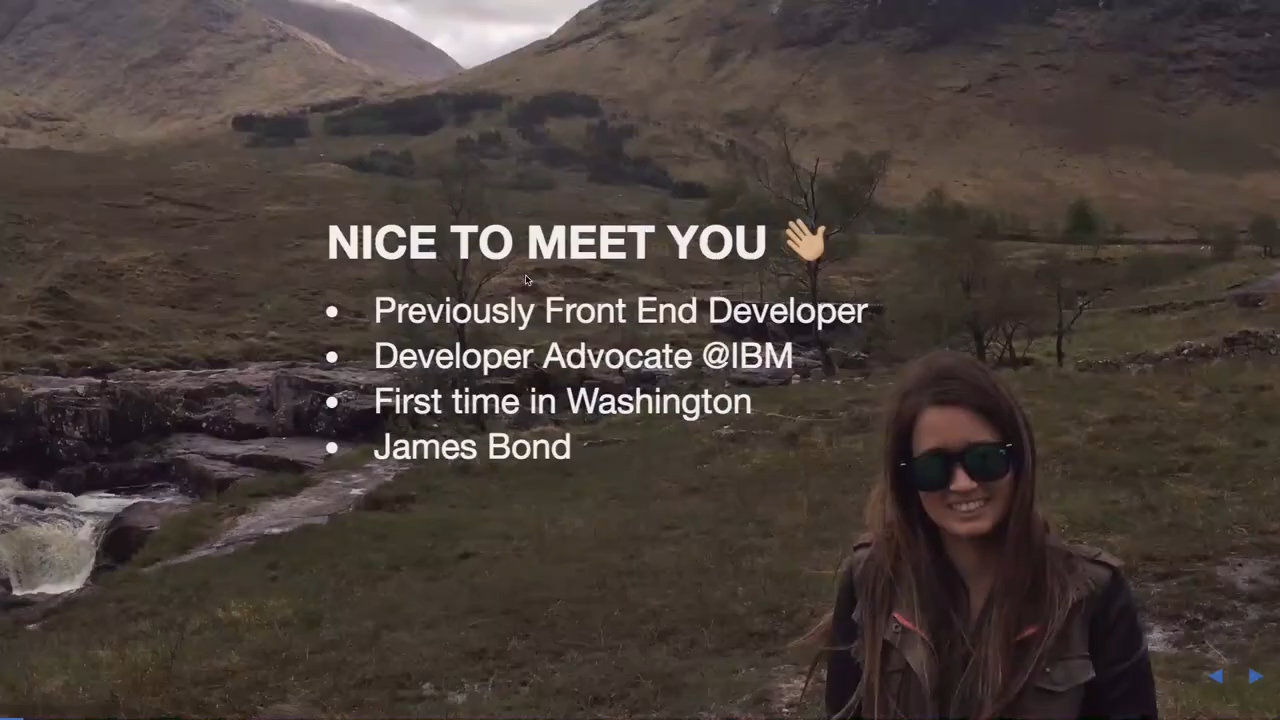 NICE TO MEET YOU 👋
Previously Front End Developer
Developer Advocate @IBM
First time in Washington
James Bond